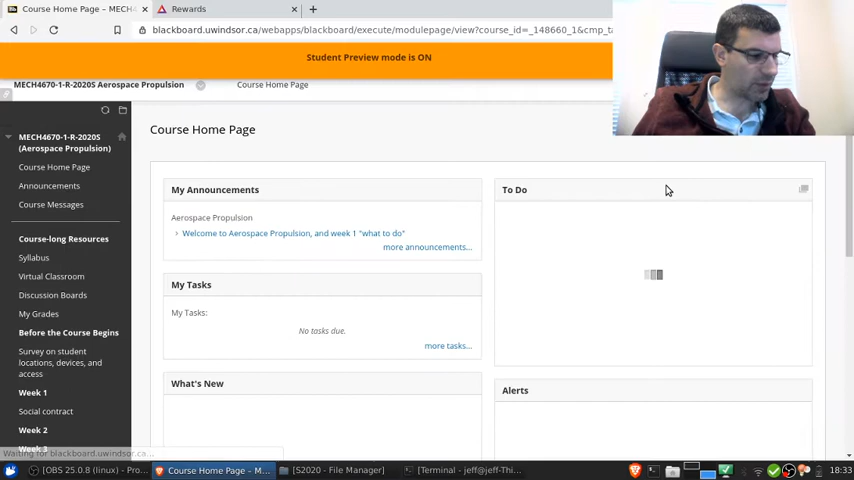 Course Home Page – MECH4
Rewards
blackboard.uwindsor.ca/webapps/blackboard/execute/modulepage/view?course_id=_148660_1&cmp_ta
Student Preview mode is ON
MECH4670-1-R-2020S Aerospace Propulsion
Course Home Page
MECH4670-1-R-2020S
(Aerospace Propulsion)
Course Home Page
Announcements
Course Messages
Course-long Resources
Syllabus
Virtual Classroom
Discussion Boards
My Grades
Before the Course Begins
Survey on student
locations, devices, and
access
Week 1
Social contract
Week 2
Week 3
Course Home Page
My Announcements
Aerospace Propulsion
Welcome to Aerospace Propulsion, and week 1 "what to do"
more announcements...
My Tasks
My Tasks:
No tasks due.
more tasks...
What's New
To Do
Alerts
Waiting for blackboard.uwindsor.ca...
[OBS 25.0.8 (linux) - Pro...
Course Home Page – M...
[S2020 - File Manager]
[Terminal - jeff@jeff-Thi...
18:33